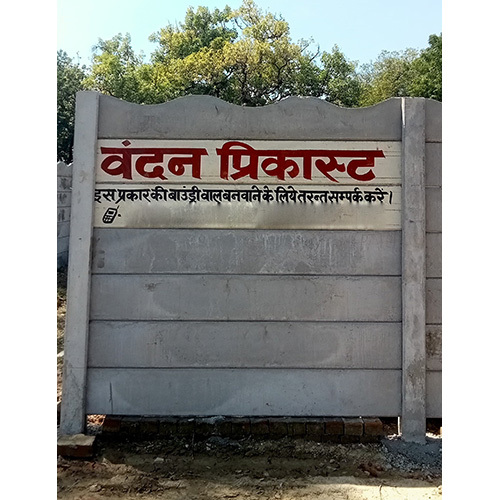 वंदन प्रिकास्ट
इस प्रकार की बाउंड्री वाल बनवाने के लिये तुरन्त सम्पर्क करें।